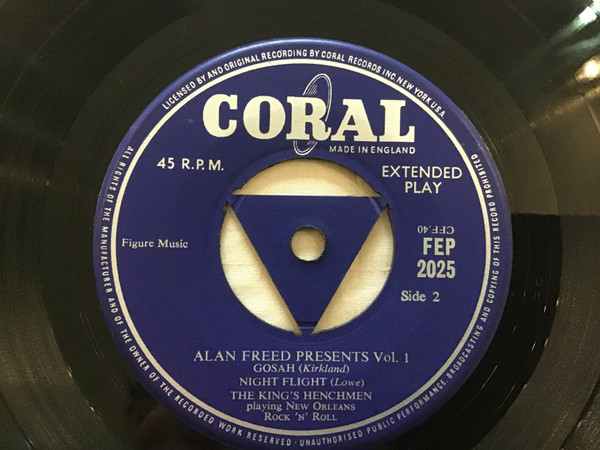 LICENSED BY AND ORIGINAL RECORDING BY CORAL RECORDS INC NEW YORK USA
CORAL
MADE IN ENGLAND
45 R.P.M.
EXTENDED
PLAY
CFF.40
Figure Music
FEP
2025
Side 2
ALAN FREED PRESENTS Vol. 1
GOSAH (Kirkland)
NIGHT FLIGHT (Lowe)
THE KING'S HENCHMEN
playing NEW ORLEANS
ROCK 'N' ROLL
ALL RIGHTS OF THE MANUFACTURER AND OF THE OWNER OF THE RECORDED WORK RESERVED · UNAUTHORISED PUBLIC PERFORMANCE, BROADCASTING AND COPYING OF THIS RECORD PROHIBITED